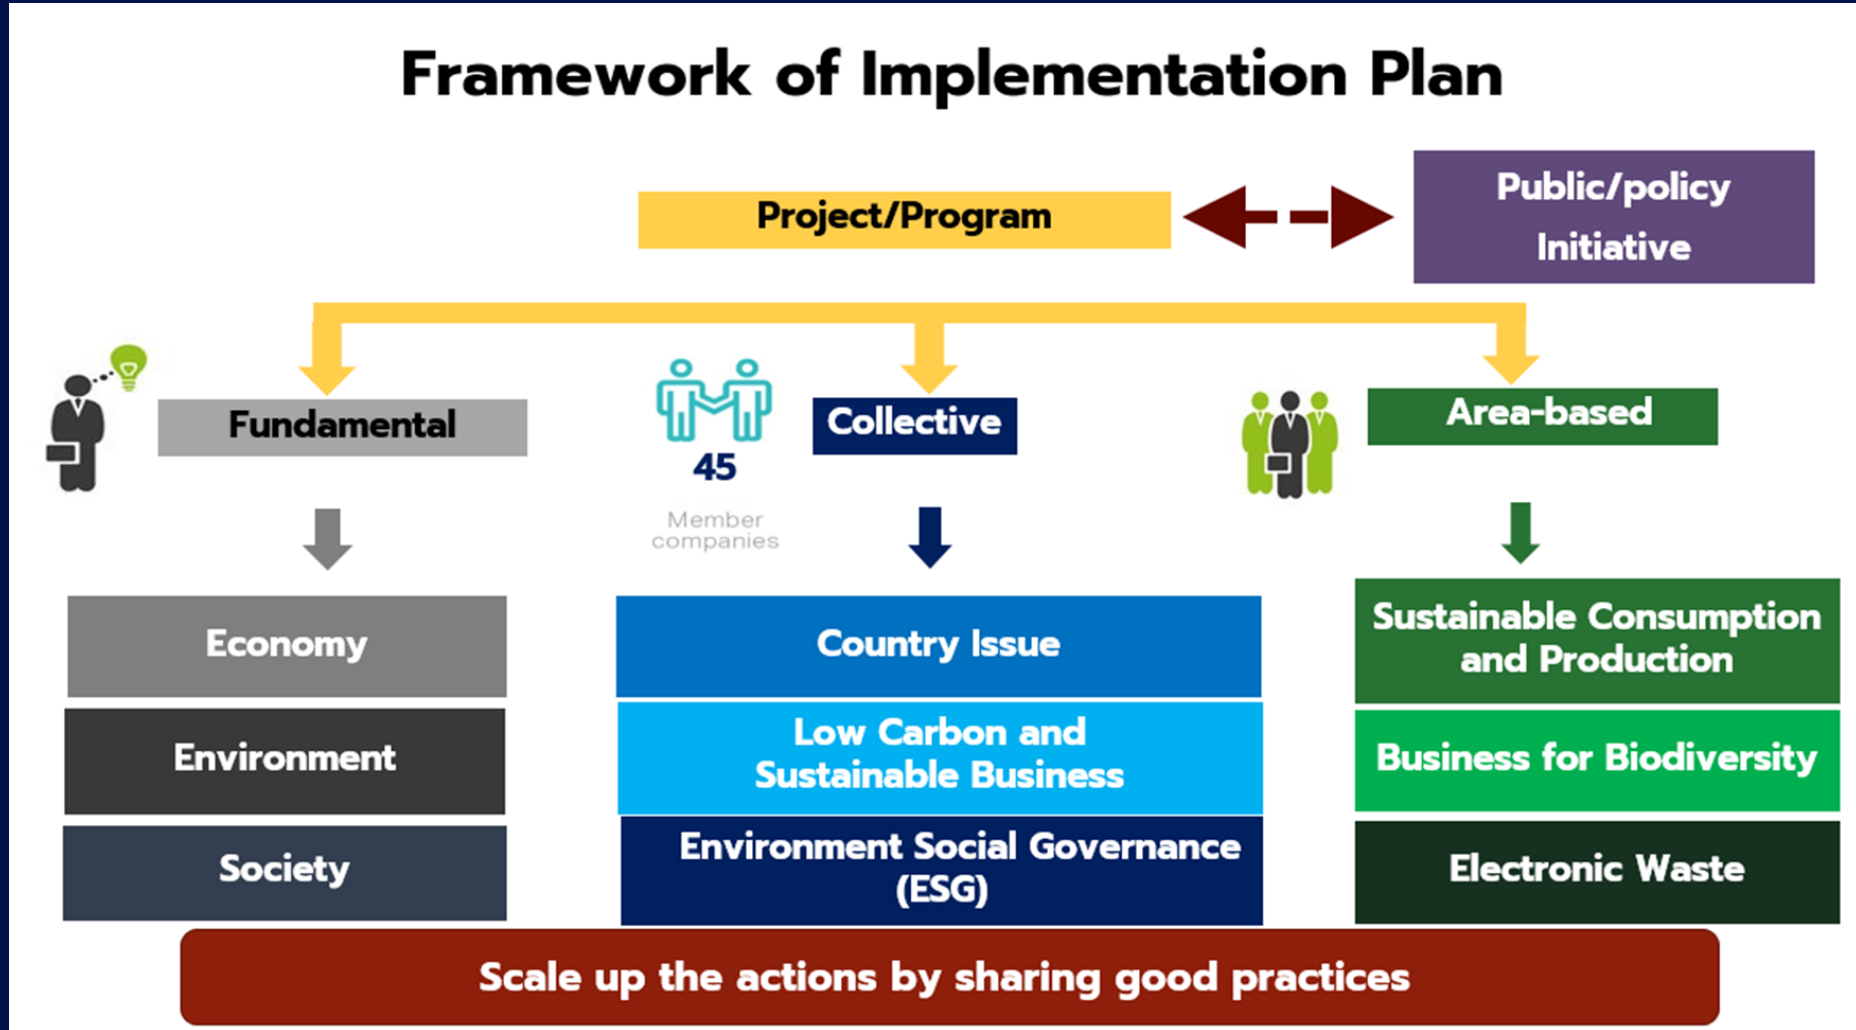 Framework of Implementation Plan
Project/Program
Public/policy
Initiative
Fundamental
45
Member
companies
Collective
Area-based
Economy
Environment
Society
Country Issue
Low Carbon and
Sustainable Business
Environment Social Governance
(ESG)
Sustainable Consumption
and Production
Business for Biodiversity
Electronic Waste
Scale up the actions by sharing good practices